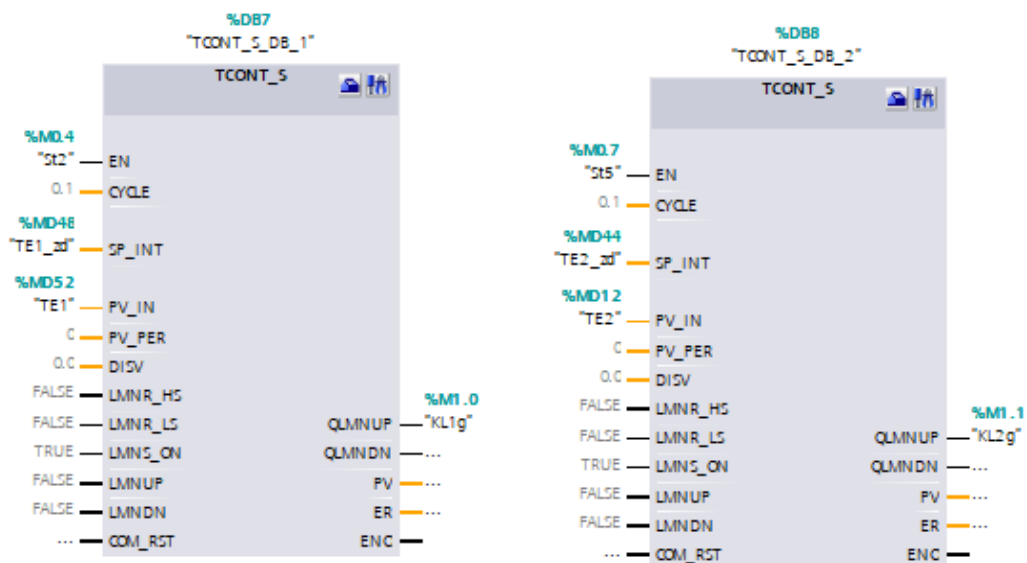 %DB7
"TCONT_S_DB_1"
TCONT_S
%M0.4
"St2"
EN
0.1
CYCLE
%MD48
"TE1_zd"
SP_INT
%MD52
"TE1"
PV_IN
0
PV_PER
0.0
DISV
FALSE
LMNR_HS
%M1.0
FALSE
LMNR_LS
QLMNUP
"KL1g"
TRUE
LMNS_ON
QLMNDN
...
FALSE
LMNUP
PV
...
FALSE
LMNDN
ER
...
...
COM_RST
ENO
%DB8
"TCONT_S_DB_2"
TCONT_S
%M0.7
"St5"
EN
0.1
CYCLE
%MD44
"TE2_zd"
SP_INT
%MD12
"TE2"
PV_IN
0
PV_PER
0.0
DISV
FALSE
LMNR_HS
%M1.1
FALSE
LMNR_LS
QLMNUP
"KL2g"
TRUE
LMNS_ON
QLMNDN
...
FALSE
LMNUP
PV
...
FALSE
LMNDN
ER
...
...
COM_RST
ENO